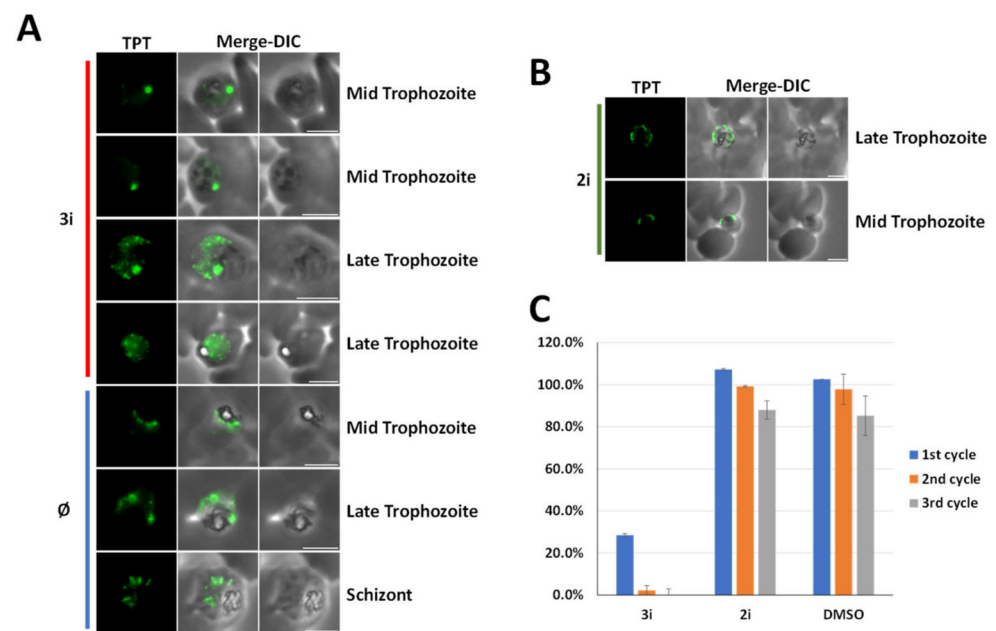 A
TPT Merge-DIC
Mid Trophozoite
Mid Trophozoite
3i
Late Trophozoite
Late Trophozoite
Mid Trophozoite
Ø
Late Trophozoite
Schizont
B
TPT Merge-DIC
Late Trophozoite
2i
Mid Trophozoite
C
120.0%
100.0%
80.0%
60.0%
40.0%
20.0%
0.0%
3i 2i DMSO
1st cycle
2nd cycle
3rd cycle